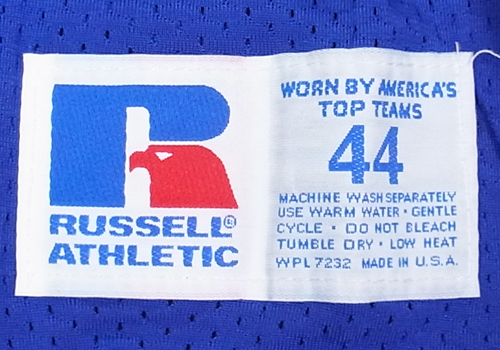 RUSSELL®
ATHLETIC
WORN BY AMERICA'S
TOP TEAMS
44
MACHINE WASH SEPARATELY
USE WARM WATER • GENTLE
CYCLE • DO NOT BLEACH
TUMBLE DRY • LOW HEAT
WPL 7232 MADE IN U.S.A.